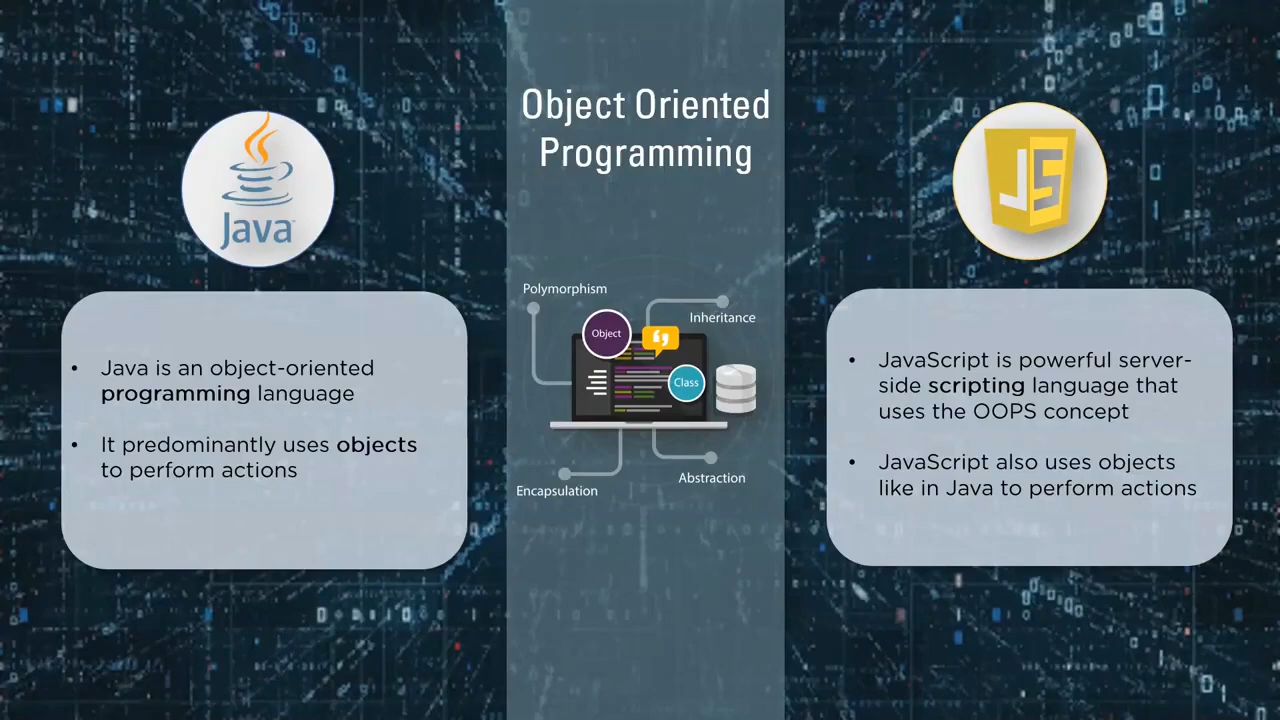 Object Oriented
Programming
Java™
JS
Java is an object-oriented
programming language
It predominantly uses objects
to perform actions
Polymorphism
Inheritance
Object
Class
Encapsulation
Abstraction
JavaScript is powerful server-
side scripting language that
uses the OOPS concept
JavaScript also uses objects
like in Java to perform actions